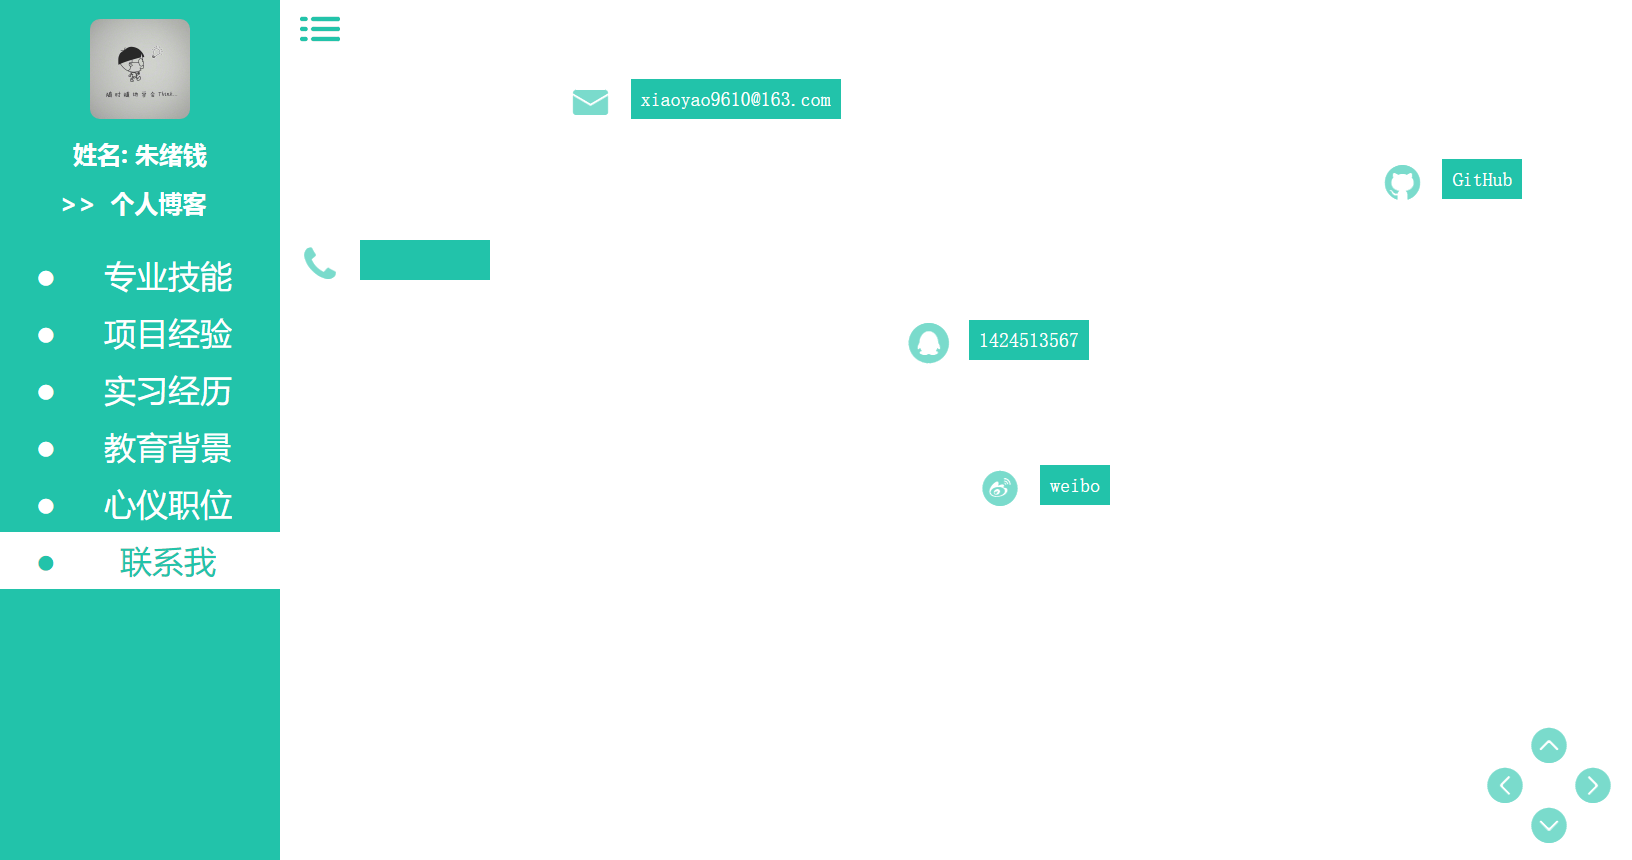 姓名: 朱绪钱
>> 个人博客
专业技能
项目经验
实习经历
教育背景
心仪职位
联系我
xiaoyao9610@163.com
GitHub
1424513567
weibo